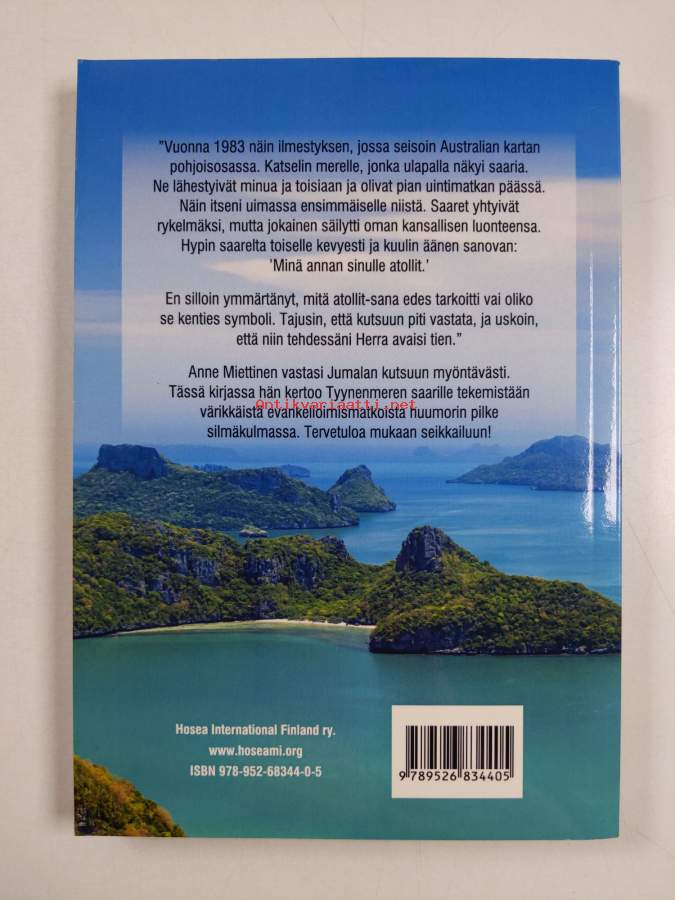 "Vuonna 1983 näin ilmestyksen, jossa seisoin Australian kartan
pohjoisosassa. Katselin merelle, jonka ulapalla näkyi saaria.
Ne lähestyivät minua ja toisiaan ja olivat pian uintimatkan päässä.
Näin itseni uimassa ensimmäiselle niistä. Saaret yhtyivät
rykelmäksi, mutta jokainen säilytti oman kansallisen luonteensa.
Hypin saarelta toiselle kevyesti ja kuulin äänen sanovan:
'Minä annan sinulle atollit.'
En silloin ymmärtänyt, mitä atollit-sana edes tarkoitti vai oliko
se kenties symboli. Tajusin, että kutsuun piti vastata, ja uskoin,
että niin tehdessäni Herra avaisi tien."
Anne Miettinen vastasi Jumalan kutsuun myöntävästi.
Tässä kirjassa hän kertoo Tyynenmeren saarille tekemistään
Antikvariaatti.net
värikkäistä evankelioimismatkoista huumorin pilke
silmäkulmassa. Tervetuloa mukaan seikkailuun!
Hosea International Finland ry.
www.hoseami.org
ISBN 978-952-68344-0-5
9 789526 834405